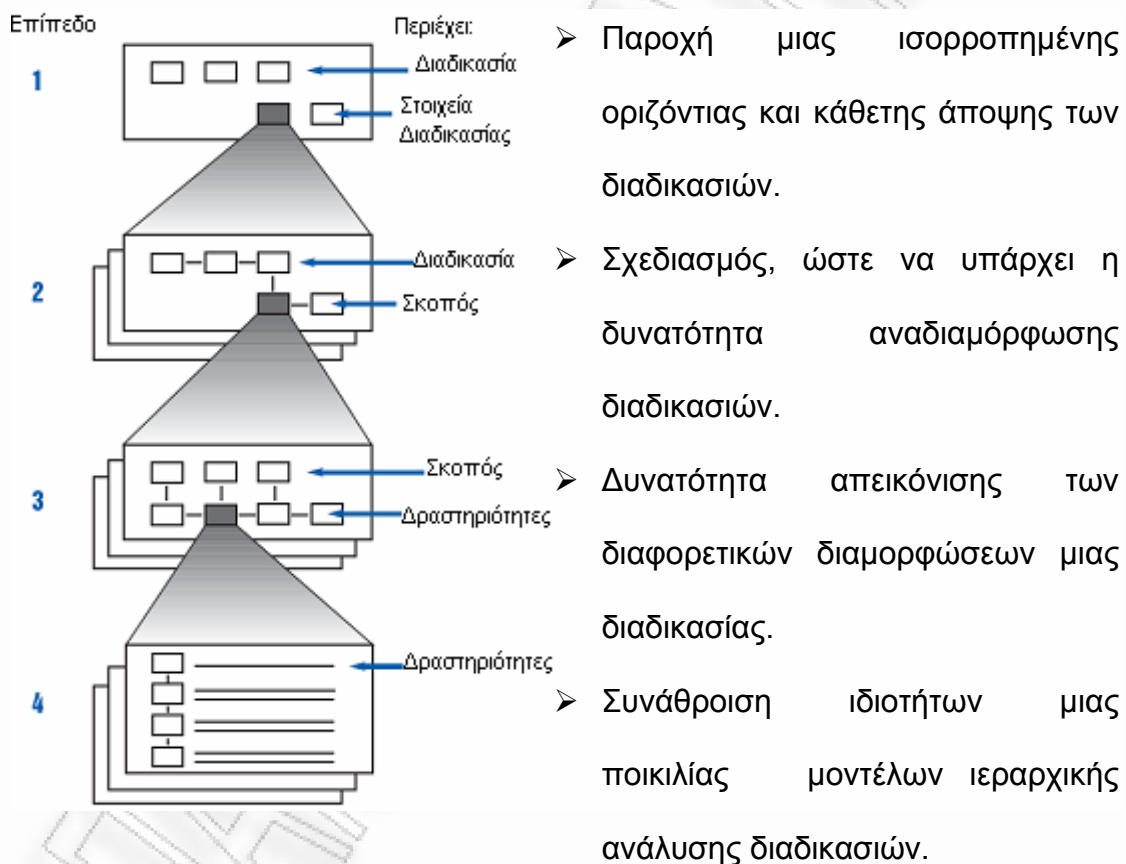 Επίπεδο
Περιέχει:
1
Διαδικασία
Στοιχεία
Διαδικασίας
2
Διαδικασία
Σκοπός
3
Σκοπός
Δραστηριότητες
4
Δραστηριότητες
➢ Παροχή μιας ισορροπημένης
οριζόντιας και κάθετης άποψης των
διαδικασιών.
➢ Σχεδιασμός, ώστε να υπάρχει η
δυνατότητα αναδιαμόρφωσης
διαδικασιών.
➢ Δυνατότητα απεικόνισης των
διαφορετικών διαμορφώσεων μιας
διαδικασίας.
➢ Συνάθροιση ιδιοτήτων μιας
ποικιλίας μοντέλων ιεραρχικής
ανάλυσης διαδικασιών.